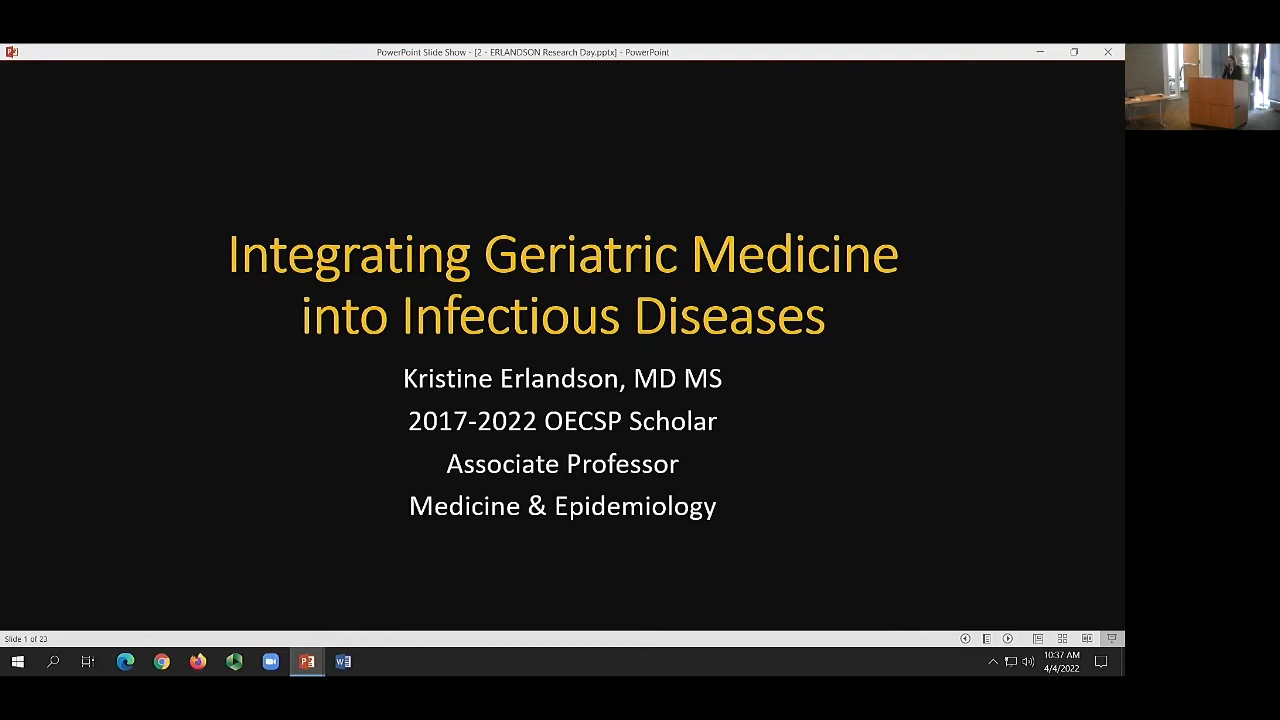 PowerPoint Slide Show - [2 - ERLANDSON Research Day.pptx] - PowerPoint
Integrating Geriatric Medicine
into Infectious Diseases
Kristine Erlandson, MD MS
2017-2022 OECSP Scholar
Associate Professor
Medicine & Epidemiology
Slide 1 of 23
10:37 AM
4/4/2022